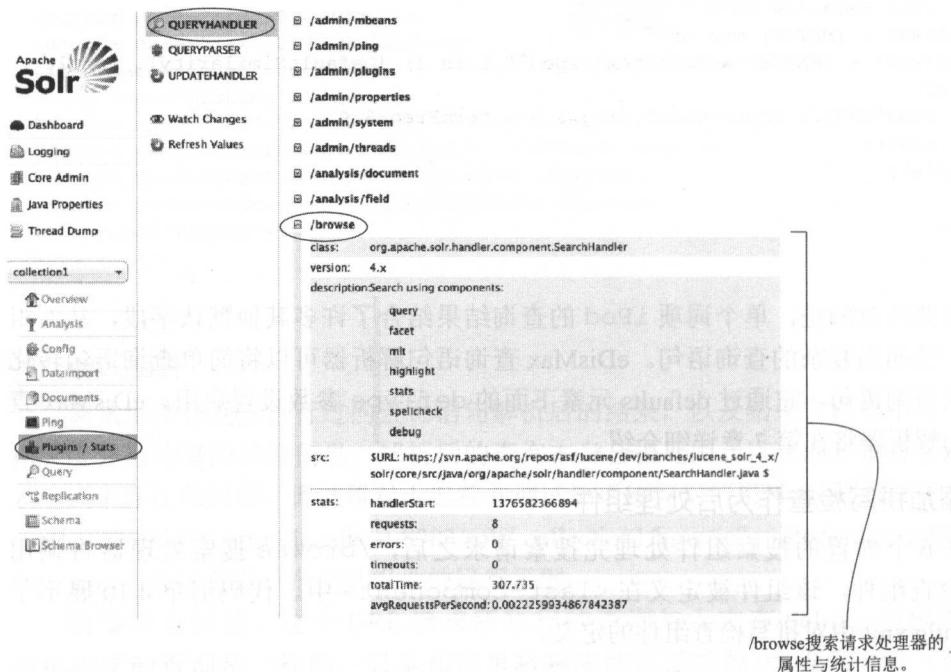 Apache
Solr
Dashboard
Logging
Core Admin
Java Properties
Thread Dump
collection1
Overview
Analysis
Config
Dataimport
Documents
Ping
Plugins / Stats
Query
Replication
Schema
Schema Browser
QUERYHANDLER
QUERYPARSER
UPDATEHANDLER
Watch Changes
Refresh Values
/admin/mbeans
/admin/ping
/admin/plugins
/admin/properties
/admin/system
/admin/threads
/analysis/document
/analysis/field
/browse
class: org.apache.solr.handler.component.SearchHandler
version: 4.x
description:Search using components:
query
facet
mlt
highlight
stats
spellcheck
debug
src: $URL: https://svn.apache.org/repos/asf/lucene/dev/branches/lucene_solr_4_x/
solr/core/src/java/org/apache/solr/handler/component/SearchHandler.java $
stats: handlerStart: 1376582366894
requests: 8
errors: 0
timeouts: 0
totalTime: 307.735
avgRequestsPerSecond: 0.0022259934867842387
/browse搜索请求处理器的
属性与统计信息。